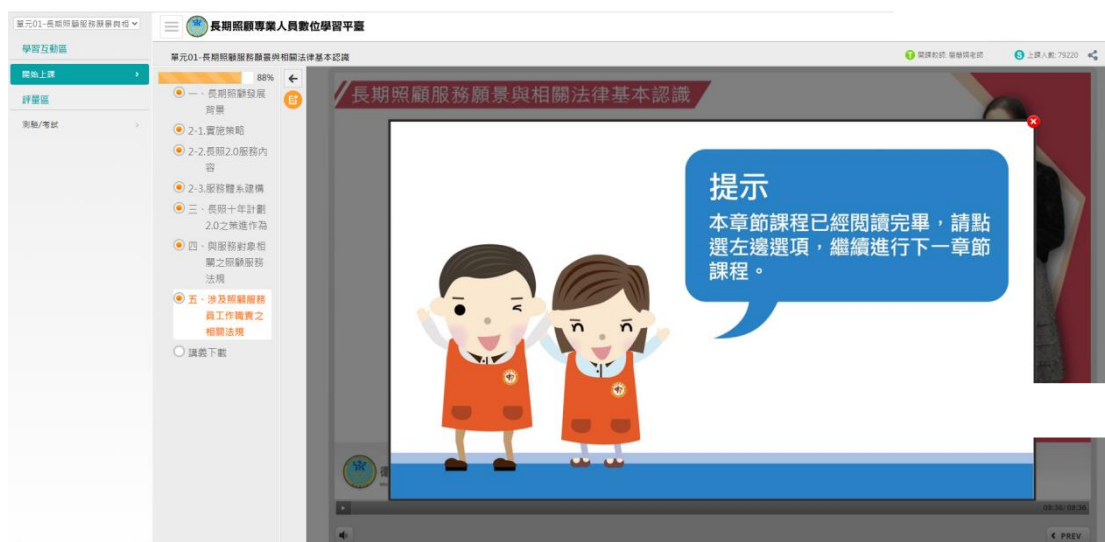 單元01-長期照顧服務願景與相
長期照顧專業人員數位學習平臺
學習互動區
開始上課
評量區
測驗/考試
單元01-長期照顧服務願景與相關法律基本認識
上課人數: 79220
88%
一、長期照顧發展
背景
2-1.實施策略
2-2.長照2.0服務內
容
2-3.服務體系建構
三、長照十年計劃
2.0之策進作為
四、與服務對象相
關之照顧服務
法規
五、涉及照顧服務
員工作職責之
相關法規
講義下載
長期照顧服務願景與相關法律基本認識
提示
本章節課程已經閱讀完畢,請點
選左邊選項,繼續進行下一章節
課程。
08:38/ 08:38
PREV